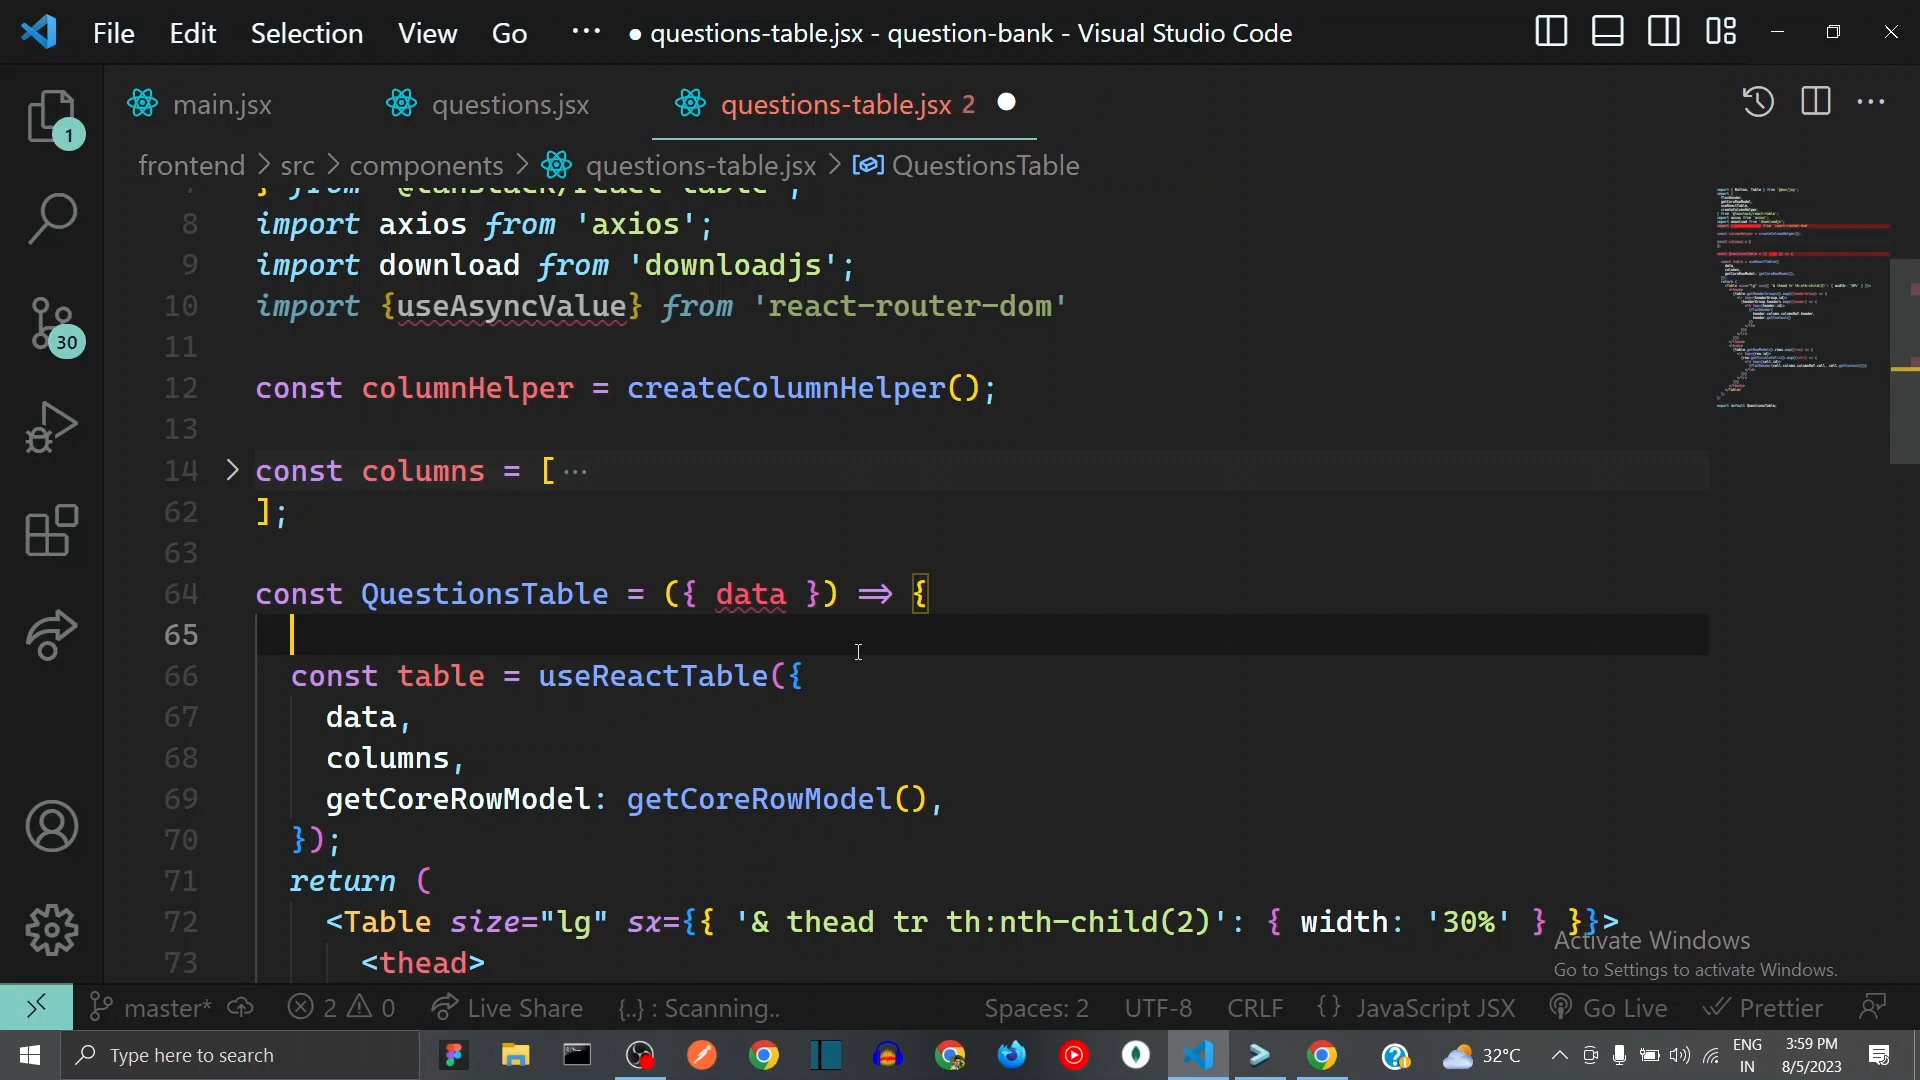 File Edit Selection View Go ··· ● questions-table.jsx - question-bank - Visual Studio Code
main.jsx questions.jsx questions-table.jsx 2
frontend > src > components > questions-table.jsx > QuestionsTable
8 import axios from 'axios';
9 import download from 'downloadjs';
10 import {useAsyncValue} from 'react-router-dom'
11
12 const columnHelper = createColumnHelper();
13
14 const columns = [ ···
62 ];
63
64 const QuestionsTable = ({ data }) => {
65
66 const table = useReactTable({
67 data,
68 columns,
69 getCoreRowModel: getCoreRowModel(),
70 });
71 return (
72 <Table size="lg" sx={{ '& thead tr th:nth-child(2)': { width: '30%' } }}>
73 <thead>
1
30
Activate Windows
Go to Settings to activate Windows.
master* 2 0 Live Share {..} : Scanning.. Spaces: 2 UTF-8 CRLF {} JavaScript JSX Go Live Prettier
Type here to search 32°C ENG IN 3:59 PM 8/5/2023